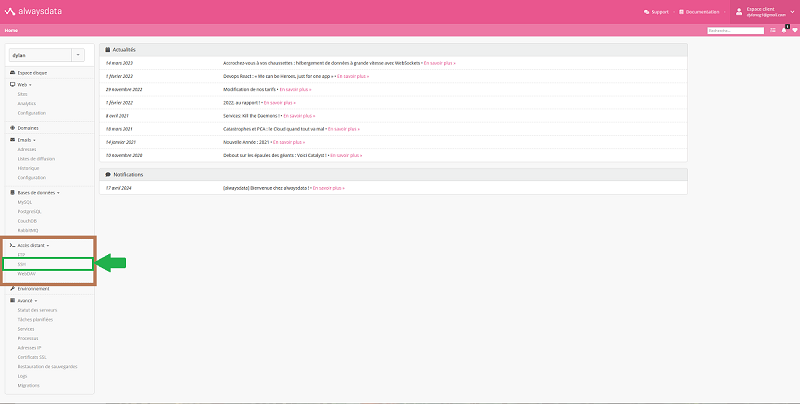 alwaysdata
Support
Documentation
Espace client
Home
Recherche...
1
dylan
Espace disque
Web
Sites
Analytics
Configuration
Domaines
Emails
Adresses
Listes de diffusion
Historique
Configuration
Bases de données
MySQL
PostgreSQL
CouchDB
RabbitMQ
Accès distant
FTP
SSH
WebDAV
Environnement
Avancé
Statut des serveurs
Tâches planifiées
Services
Processus
Adresses IP
Certificats SSL
Restauration de sauvegardes
Logs
Migrations
Actualités
14 mars 2023 Accrochez-vous à vos chaussettes : hébergement de données à grande vitesse avec WebSockets • En savoir plus »
1 février 2023 Devops React : « We can be Heroes, just for one app » • En savoir plus »
29 novembre 2022 Modification de nos tarifs • En savoir plus »
1 février 2022 2022, au rapport ! • En savoir plus »
8 avril 2021 Services: Kill the Daemons ! • En savoir plus »
18 mars 2021 Catastrophes et PCA : le Cloud quand tout va mal • En savoir plus »
14 janvier 2021 Nouvelle Année : 2021 • En savoir plus »
10 novembre 2020 Debout sur les épaules des géants : Voici Catalyst ! • En savoir plus »
Notifications
17 avril 2024 [alwaysdata] Bienvenue chez alwaysdata ! • En savoir plus »